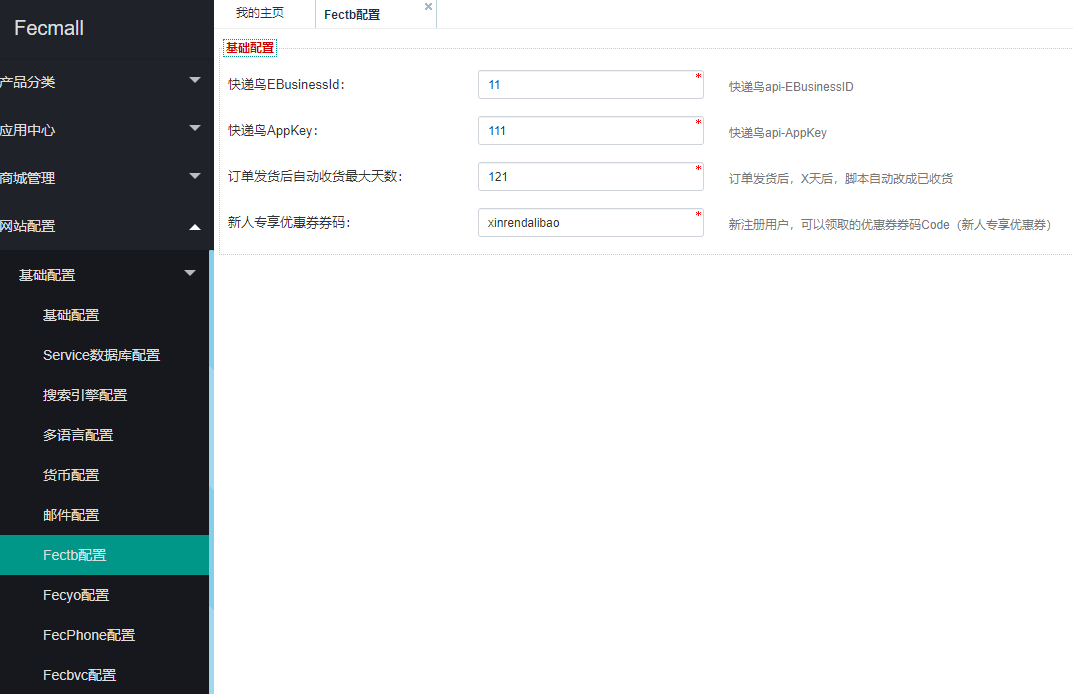 Fecmall
产品分类
应用中心
商城管理
网站配置
基础配置
基础配置
Service数据库配置
搜索引擎配置
多语言配置
货币配置
邮件配置
Fectb配置
Fecyo配置
FecPhone配置
Fecbvc配置
我的主页
Fectb配置
基础配置
快递鸟EBusinessId： 11 * 快递鸟api-EBusinessID
快递鸟AppKey： 111 * 快递鸟api-AppKey
订单发货后自动收货最大天数： 121 * 订单发货后，X天后，脚本自动改成已收货
新人专享优惠券券码： xinrendalibao * 新注册用户，可以领取的优惠券券码Code（新人专享优惠券）